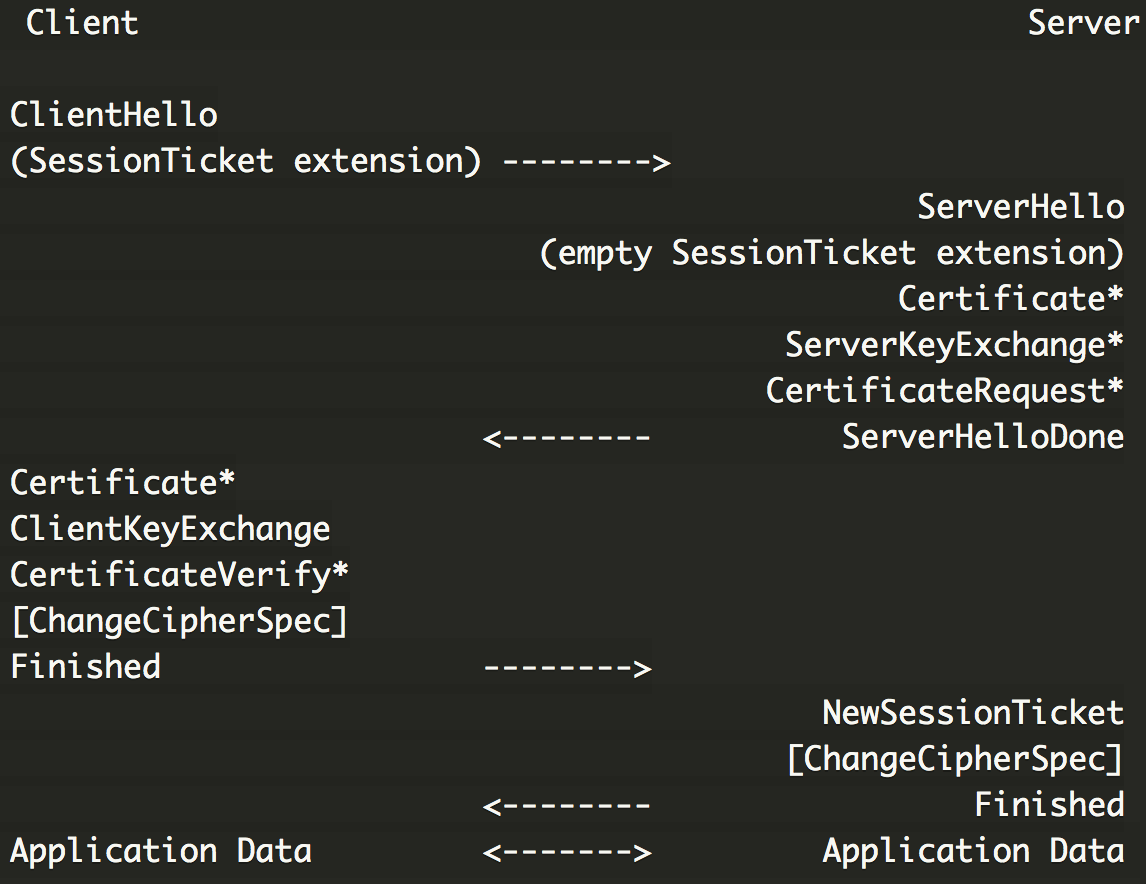 Client Server
ClientHello
(SessionTicket extension) -------->
ServerHello
(empty SessionTicket extension)
Certificate*
ServerKeyExchange*
CertificateRequest*
<-------- ServerHelloDone
Certificate*
ClientKeyExchange
CertificateVerify*
[ChangeCipherSpec]
Finished -------->
NewSessionTicket
[ChangeCipherSpec]
<-------- Finished
Application Data <-------> Application Data